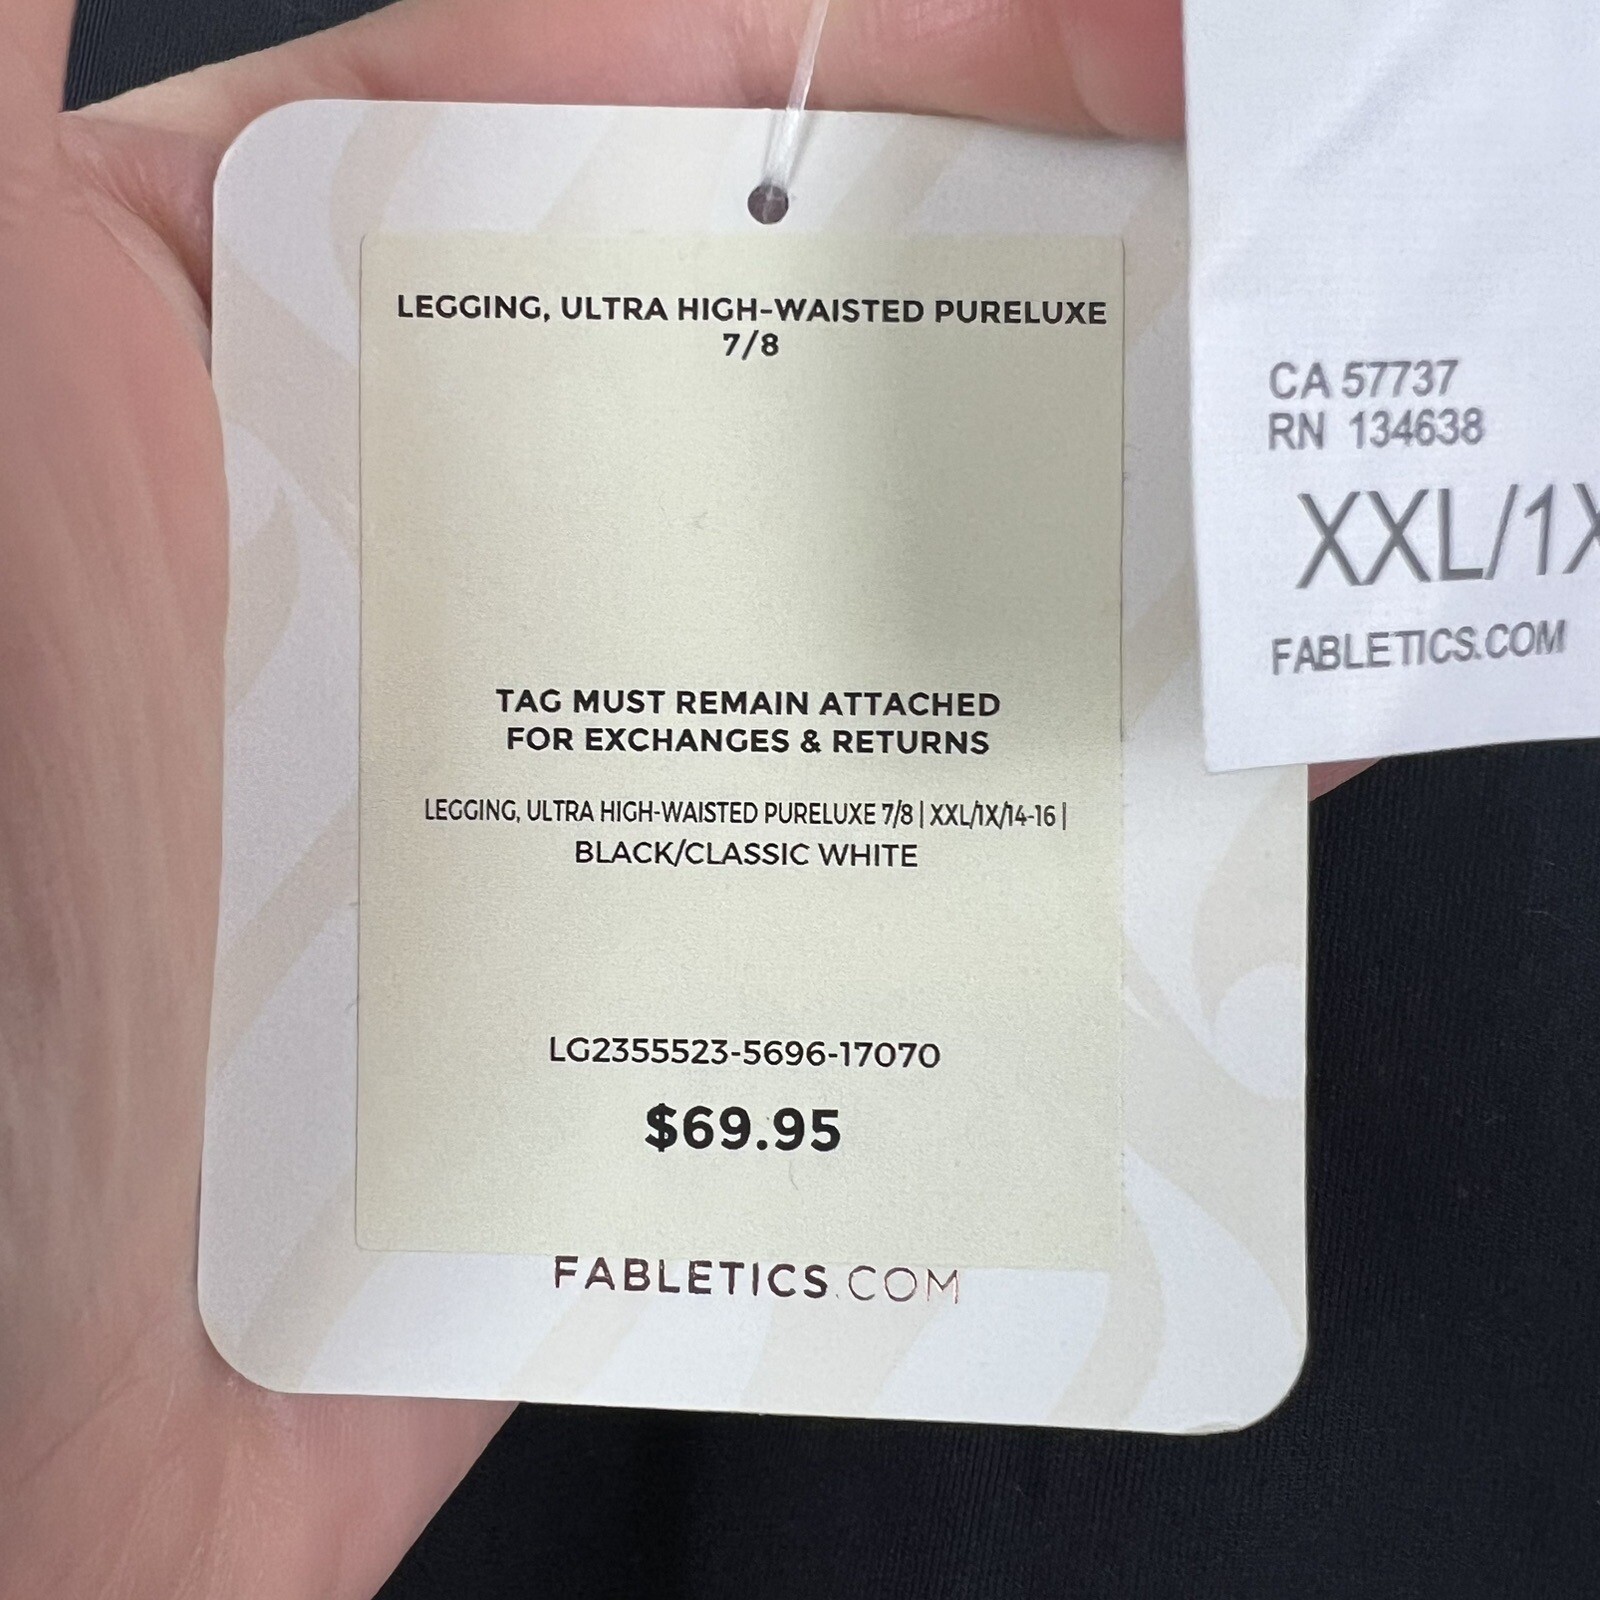 LEGGING, ULTRA HIGH-WAISTED PURELUXE
7/8
TAG MUST REMAIN ATTACHED
FOR EXCHANGES & RETURNS
LEGGING, ULTRA HIGH-WAISTED PURELUXE 7/8 | XXL/1X/14-16 |
BLACK/CLASSIC WHITE
LG2355523-5696-17070
$69.95
FABLETICS.COM
CA 57737
RN 134638
XXL/1X
FABLETICS.COM